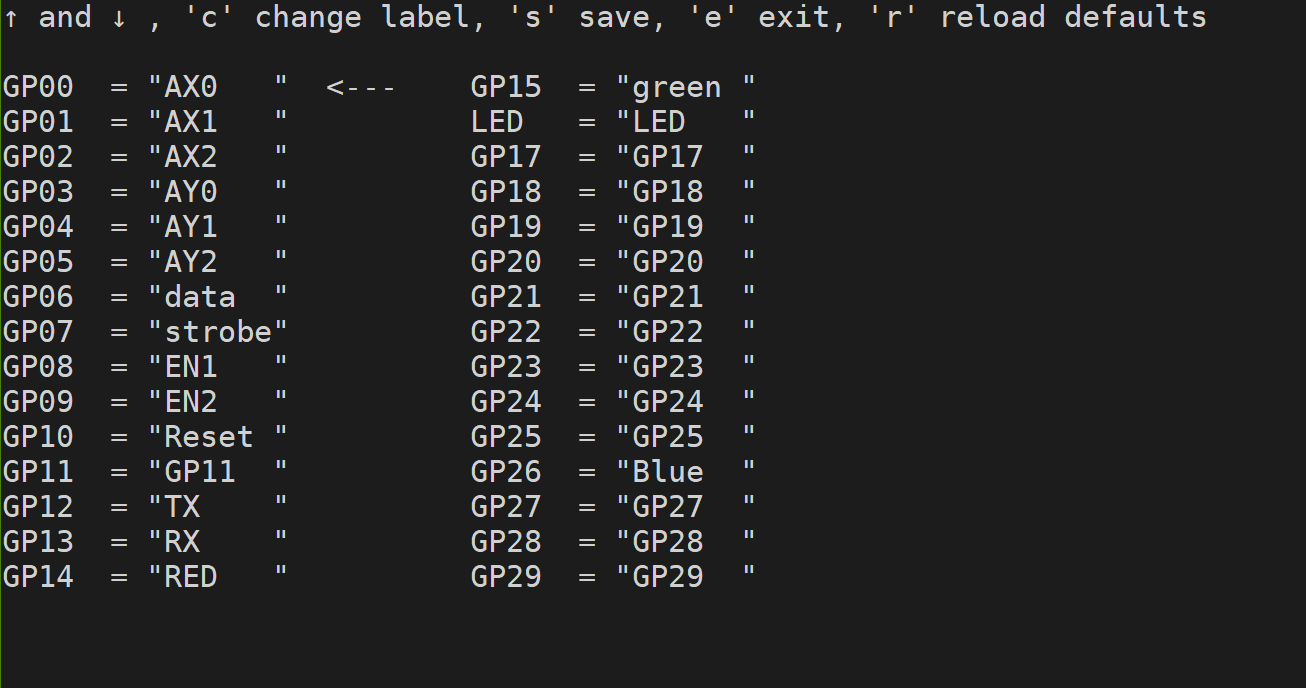 ↑ and ↓ , 'c' change label, 's' save, 'e' exit, 'r' reload defaults
GP00  = "AX0   "  <---    GP15  = "green "
GP01  = "AX1   "          LED   = "LED   "
GP02  = "AX2   "          GP17  = "GP17  "
GP03  = "AY0   "          GP18  = "GP18  "
GP04  = "AY1   "          GP19  = "GP19  "
GP05  = "AY2   "          GP20  = "GP20  "
GP06  = "data  "          GP21  = "GP21  "
GP07  = "strobe"          GP22  = "GP22  "
GP08  = "EN1   "          GP23  = "GP23  "
GP09  = "EN2   "          GP24  = "GP24  "
GP10  = "Reset "          GP25  = "GP25  "
GP11  = "GP11  "          GP26  = "Blue  "
GP12  = "TX    "          GP27  = "GP27  "
GP13  = "RX    "          GP28  = "GP28  "
GP14  = "RED   "          GP29  = "GP29  "